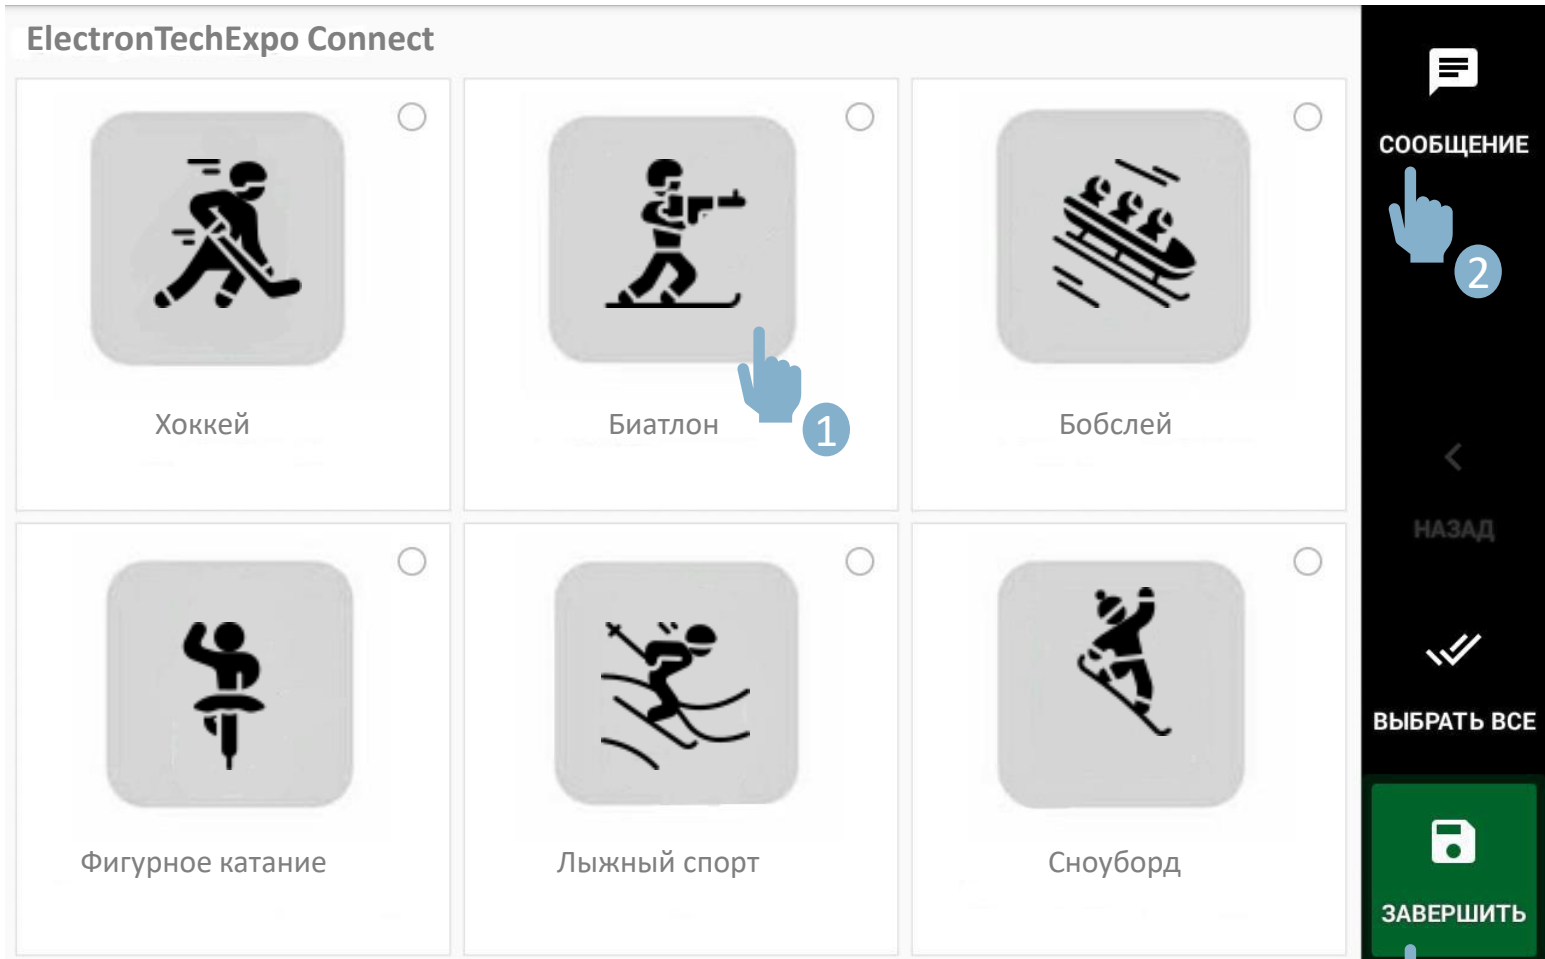 ElectronTechExpo Connect
Хоккей
Биатлон
1
Бобслей
Фигурное катание
Лыжный спорт
Сноуборд
СООБЩЕНИЕ
2
НАЗАД
ВЫБРАТЬ ВСЕ
ЗАВЕРШИТЬ